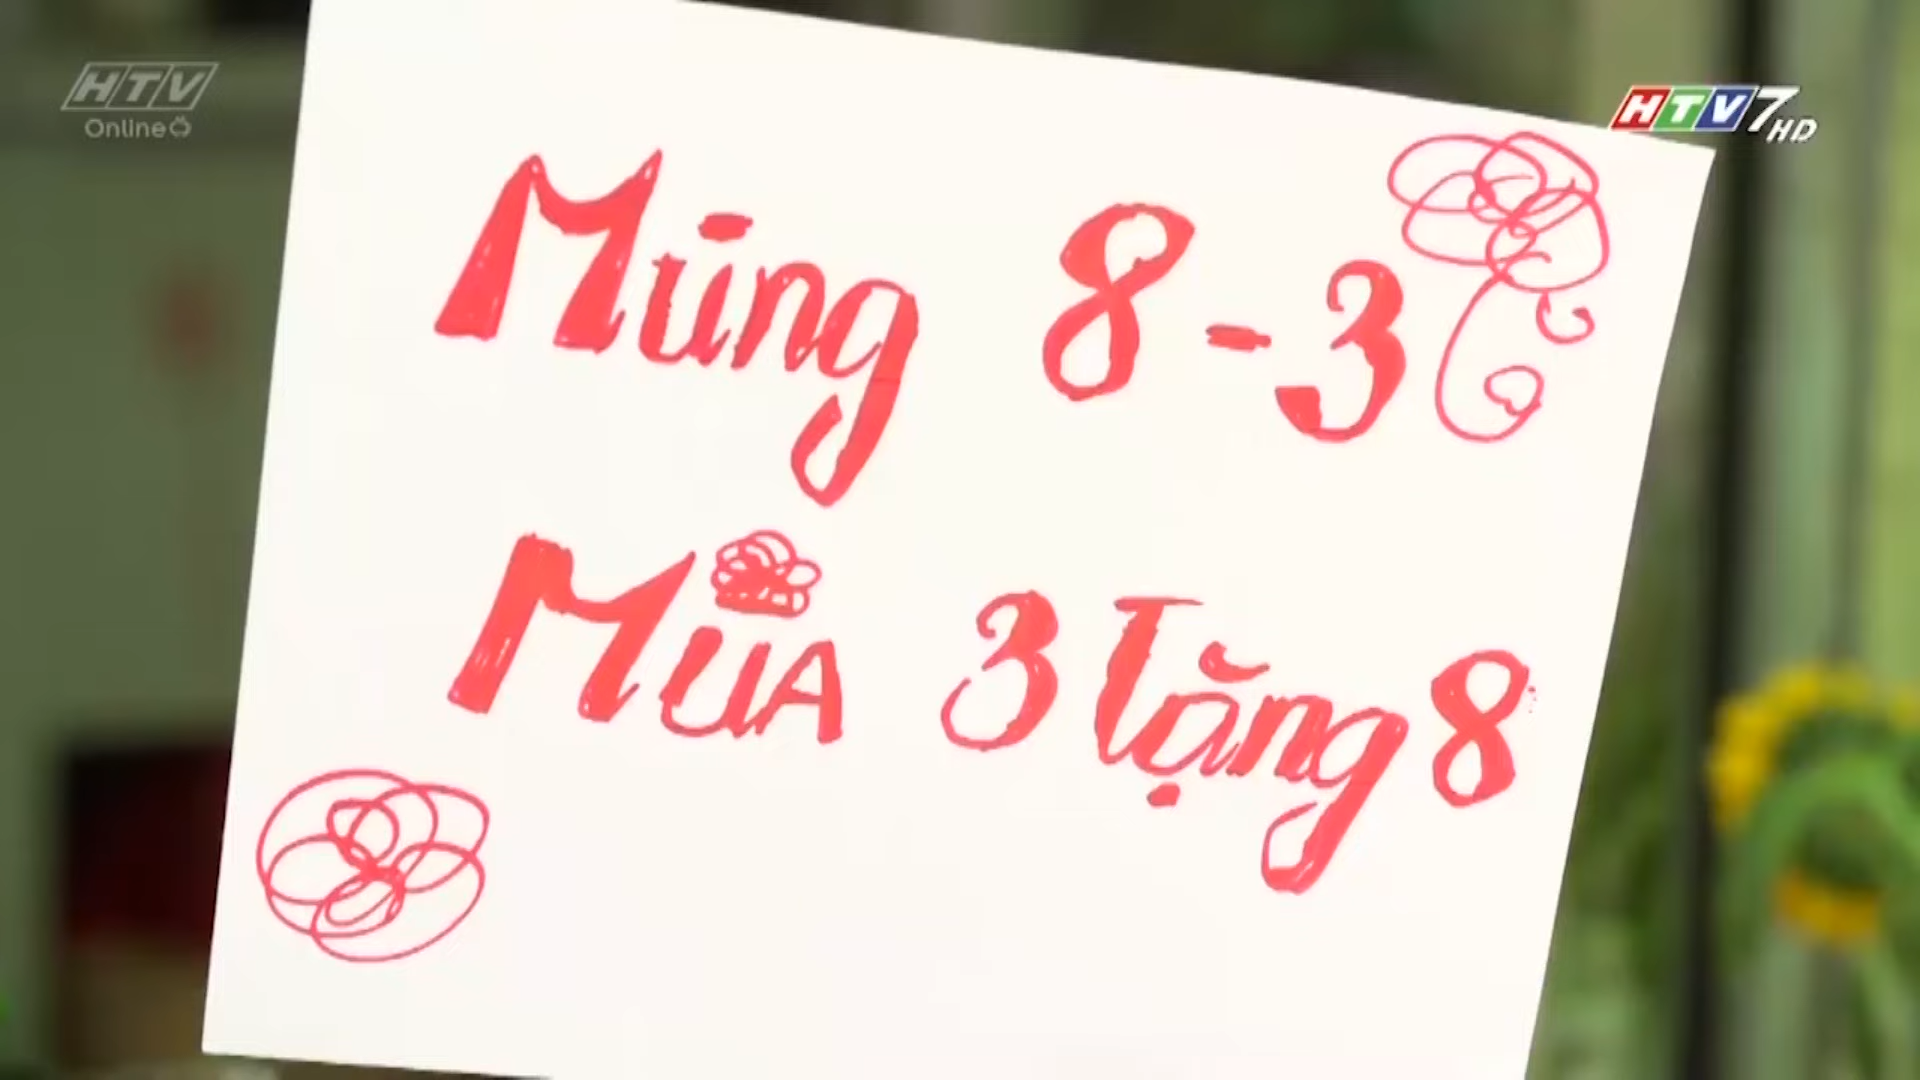 HTV
Online
HTV7
HD
Mừng 8-3
MUA 3 Tặng 8